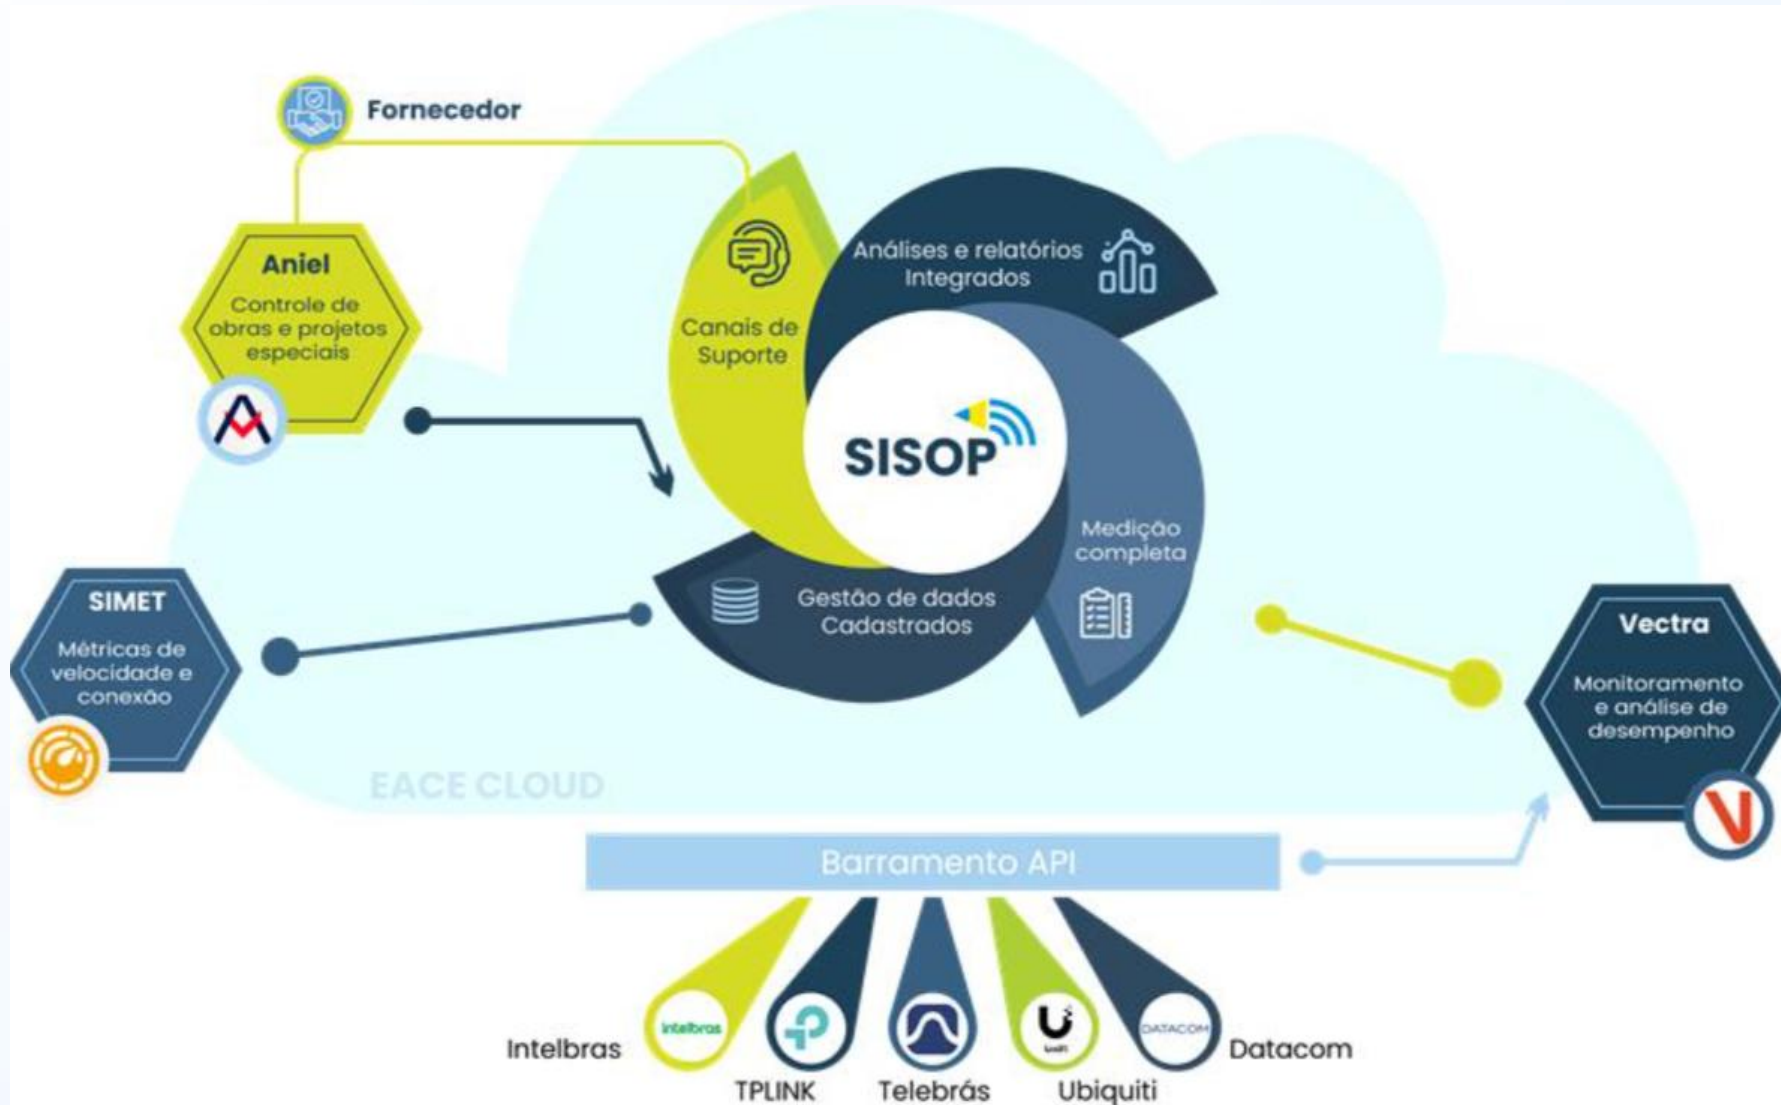 Fornecedor
Aniel
Controle de
obras e projetos
especiais
Canais de
Suporte
Análises e relatórios
Integrados
SISOP
Medição
completa
Gestão de dados
Cadastrados
SIMET
Métricas de
velocidade e
conexão
Vectra
Monitoramento
e análise de
desempenho
EACE CLOUD
Barramento API
intelbras
DATACOM
Intelbras
TPLINK
Telebrás
Ubiquiti
Datacom